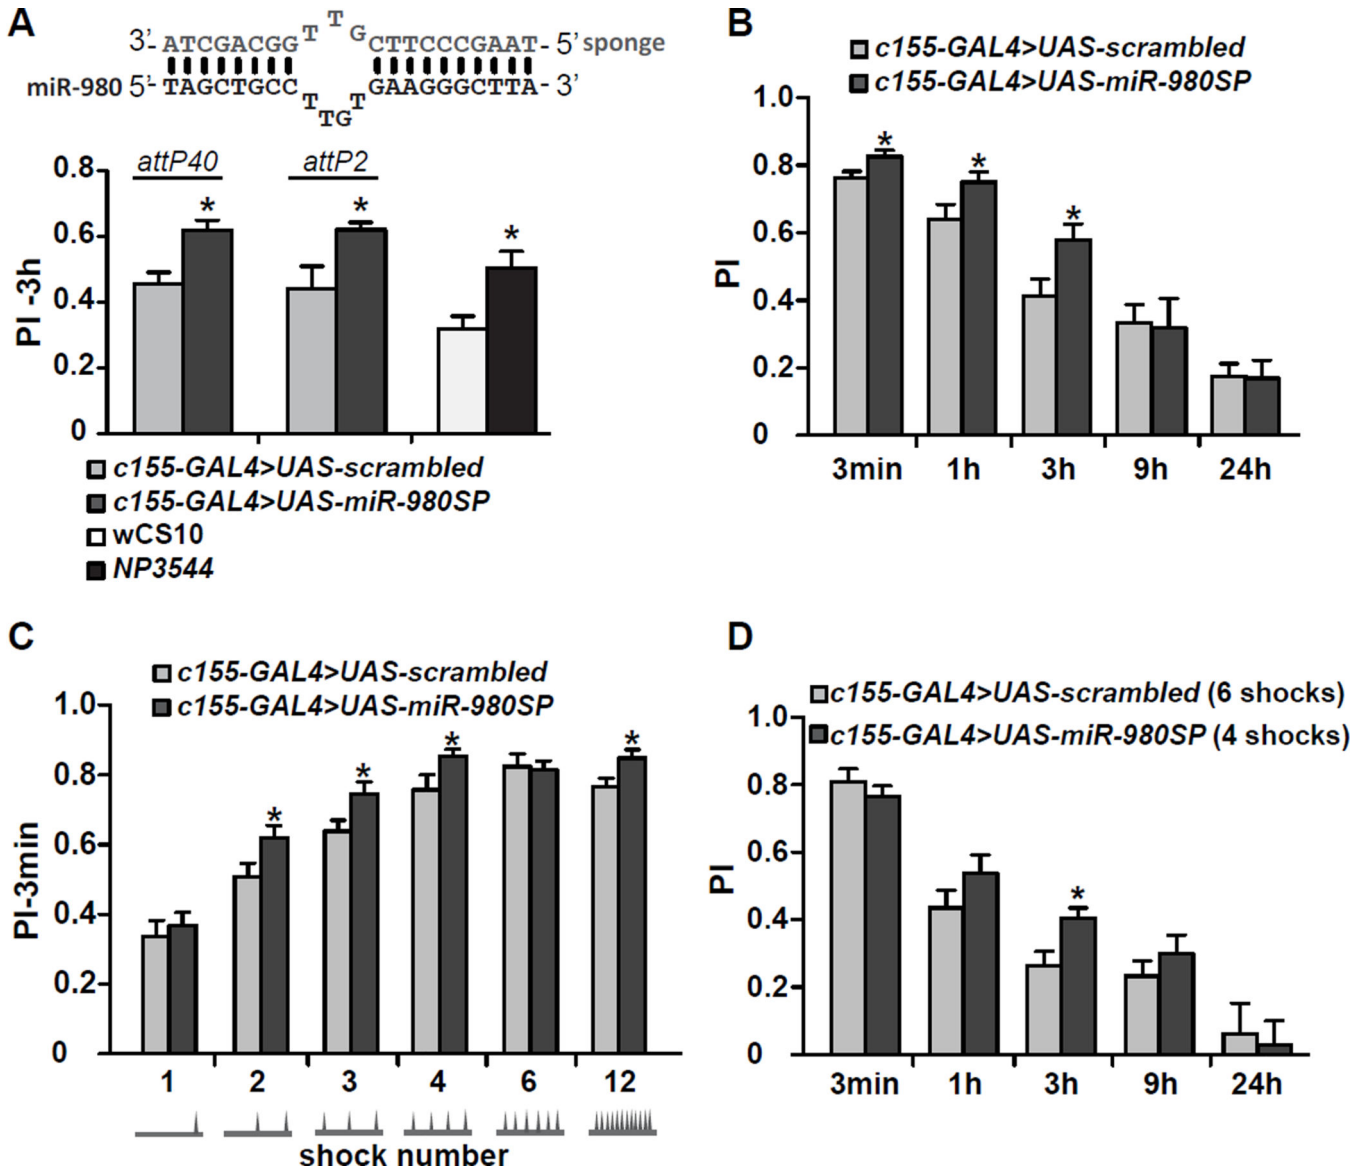 A
3'- ATCGACGG T T G CTTCCCGAAT- 5' sponge
miR-980 5'- TAGCTGCC T TG T GAAGGGCTTA- 3'
attP40 attP2
PI -3h
0.8
0.6
0.4
0.2
0
* * *
c155-GAL4>UAS-scrambled
c155-GAL4>UAS-miR-980SP
wCS10
NP3544
B
c155-GAL4>UAS-scrambled
c155-GAL4>UAS-miR-980SP
PI
1.0
0.8
0.6
0.4
0.2
0
* * *
3min 1h 3h 9h 24h
C
c155-GAL4>UAS-scrambled
c155-GAL4>UAS-miR-980SP
PI-3min
1.0
0.8
0.6
0.4
0.2
0
* * * *
1 2 3 4 6 12
shock number
D
c155-GAL4>UAS-scrambled (6 shocks)
c155-GAL4>UAS-miR-980SP (4 shocks)
PI
1.0
0.8
0.6
0.4
0.2
0
*
3min 1h 3h 9h 24h